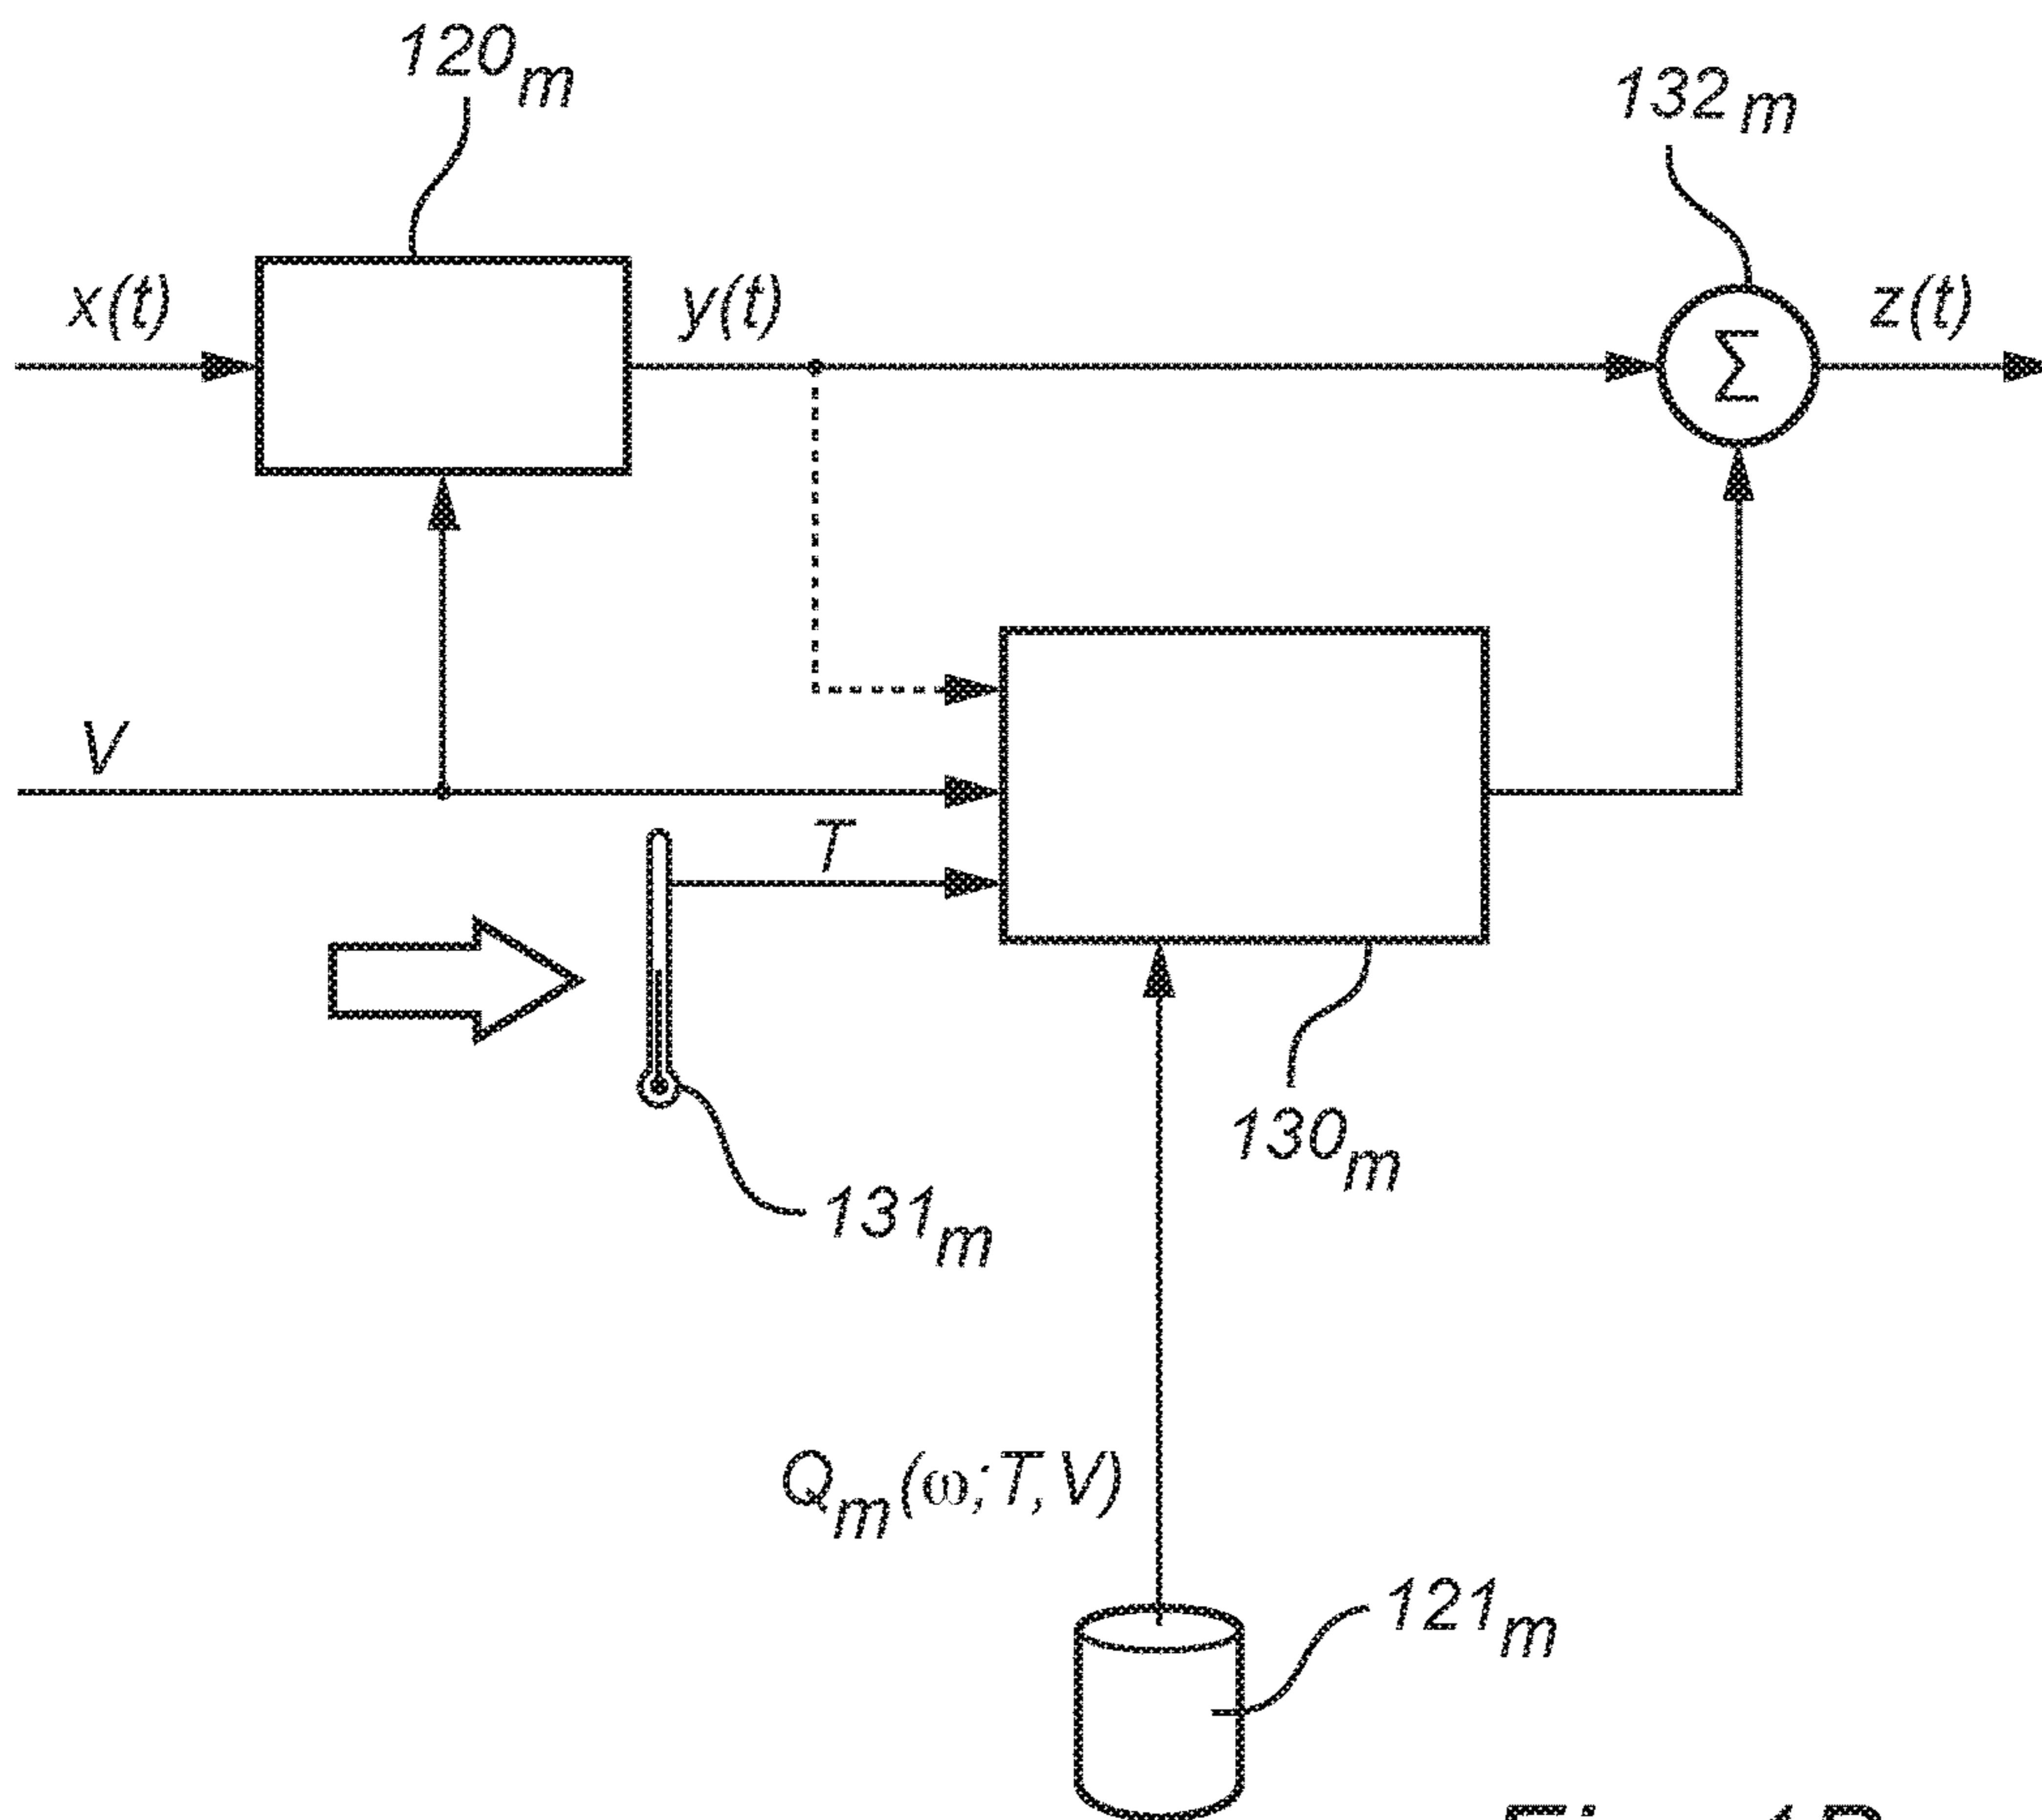 120m
132m
x(t)
y(t)
Σ
z(t)
V
T
130m
131m
Qm(ω;T,V)
121m